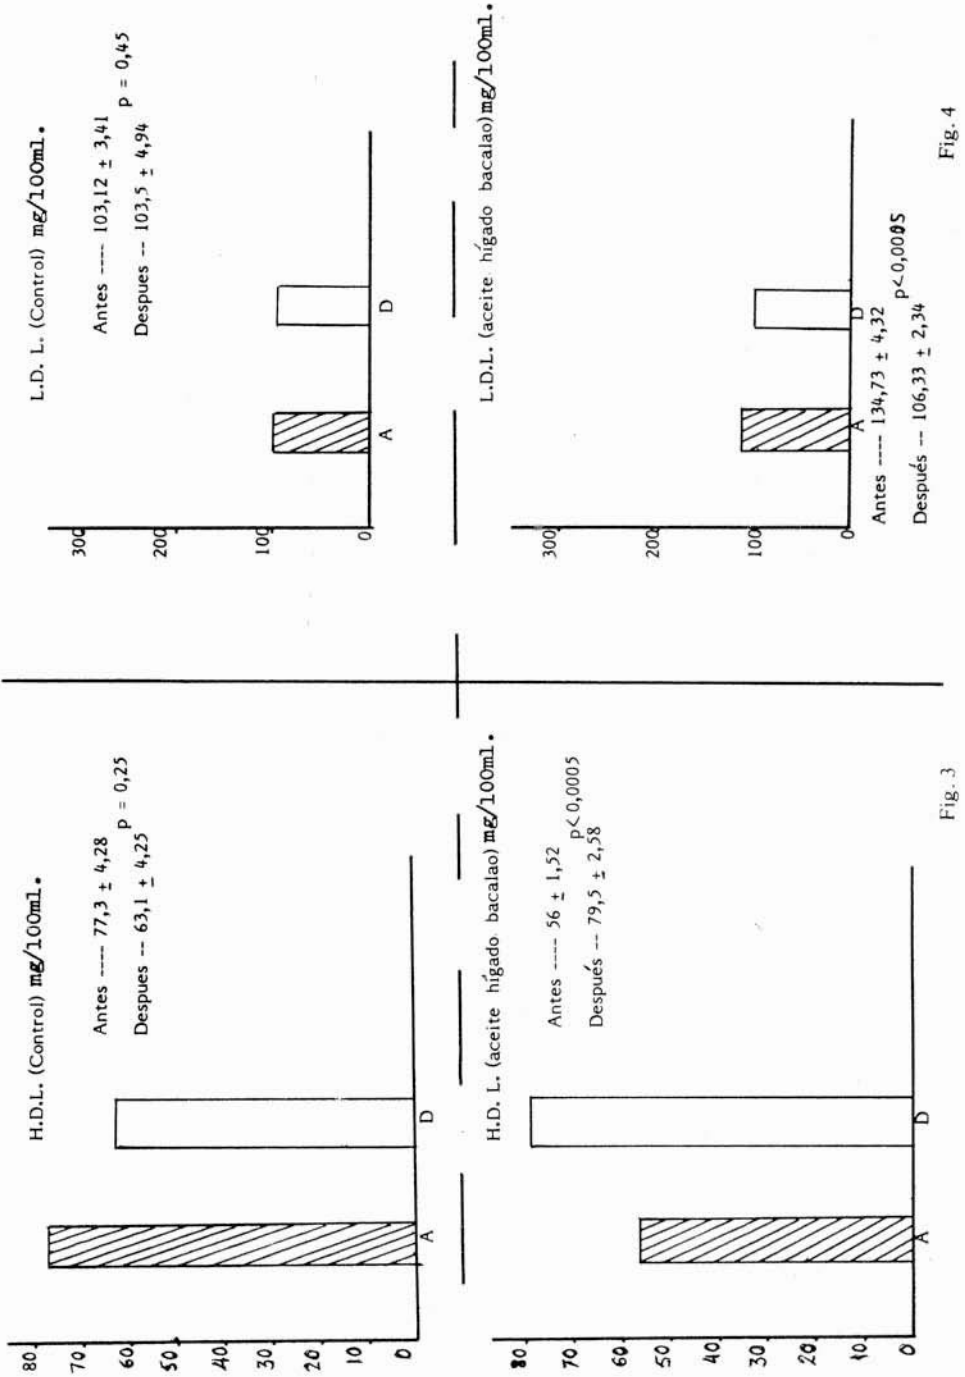 H.D.L. (Control) mg/100ml.
Antes ---- 77,3 ± 4,28
p = 0,25
Despues -- 63,1 ± 4,25
80
70
60
50
40
30
20
10
0
A
D
H.D. L. (aceite hígado bacalao) mg/100ml.
Antes ---- 56 ± 1,52
p< 0,0005
Después -- 79,5 ± 2,58
80
70
60
50
40
30
20
10
0
A
D
Fig. 3
L.D. L. (Control) mg/100ml.
Antes ---- 103,12 ± 3,41
p = 0,45
Despues -- 103,5 ± 4,94
300
200
100
0
A
D
L.D.L. (aceite hígado bacalao) mg/100ml.
300
200
100
0
A
D
Antes ---- 134,73 ± 4,32
p<0,0005
Después -- 106,33 ± 2,34
Fig. 4